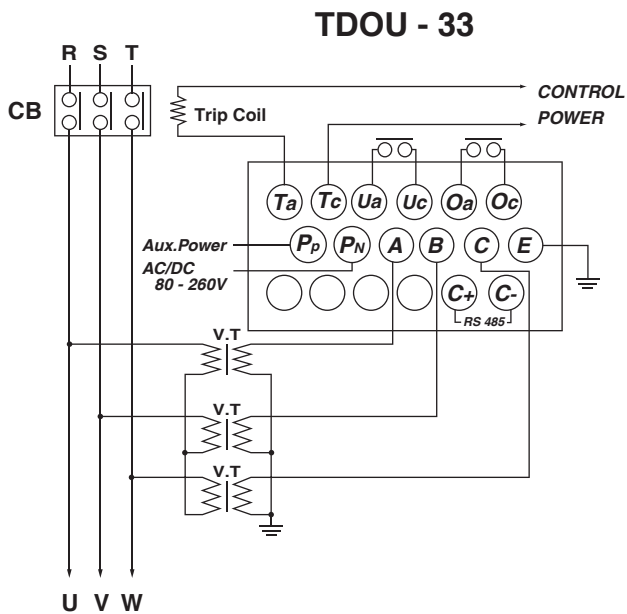 TDOU - 33
R S T
CB
Trip Coil
CONTROL
POWER
Ta Tc Ua Uc Oa Oc
Aux.Power
PP PN A B C E
AC/DC
80 - 260V
C+ C-
RS 485
V.T
V.T
V.T
U V W